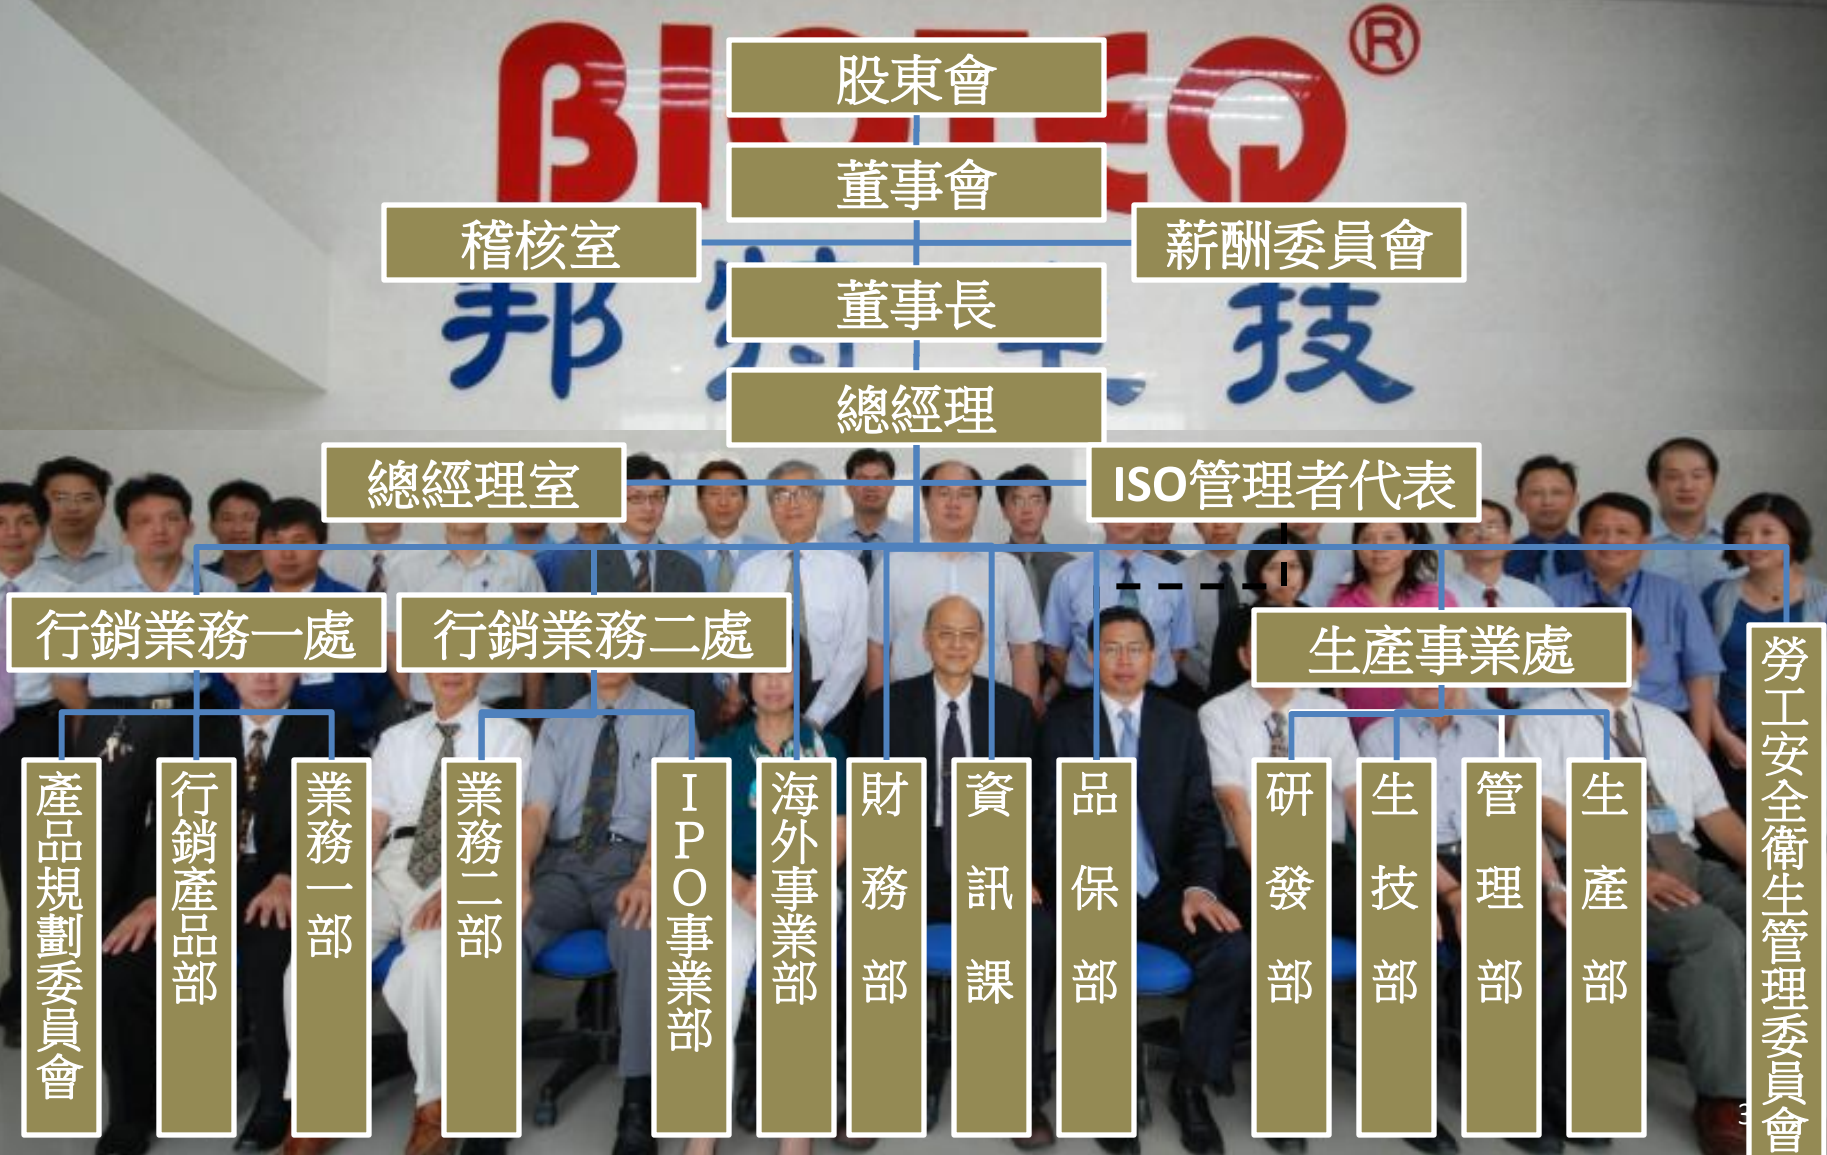 BIOTEQ®
股東會
董事會
稽核室
薪酬委員會
董事長
邦特生技
總經理
總經理室
ISO管理者代表
行銷業務一處
行銷業務二處
生產事業處
產品規劃委員會
行銷產品部
業務一部
業務二部
IPO事業部
海外事業部
財務部
資訊課
品保部
研發部
生技部
管理部
生產部
勞工安全衛生管理委員會
3